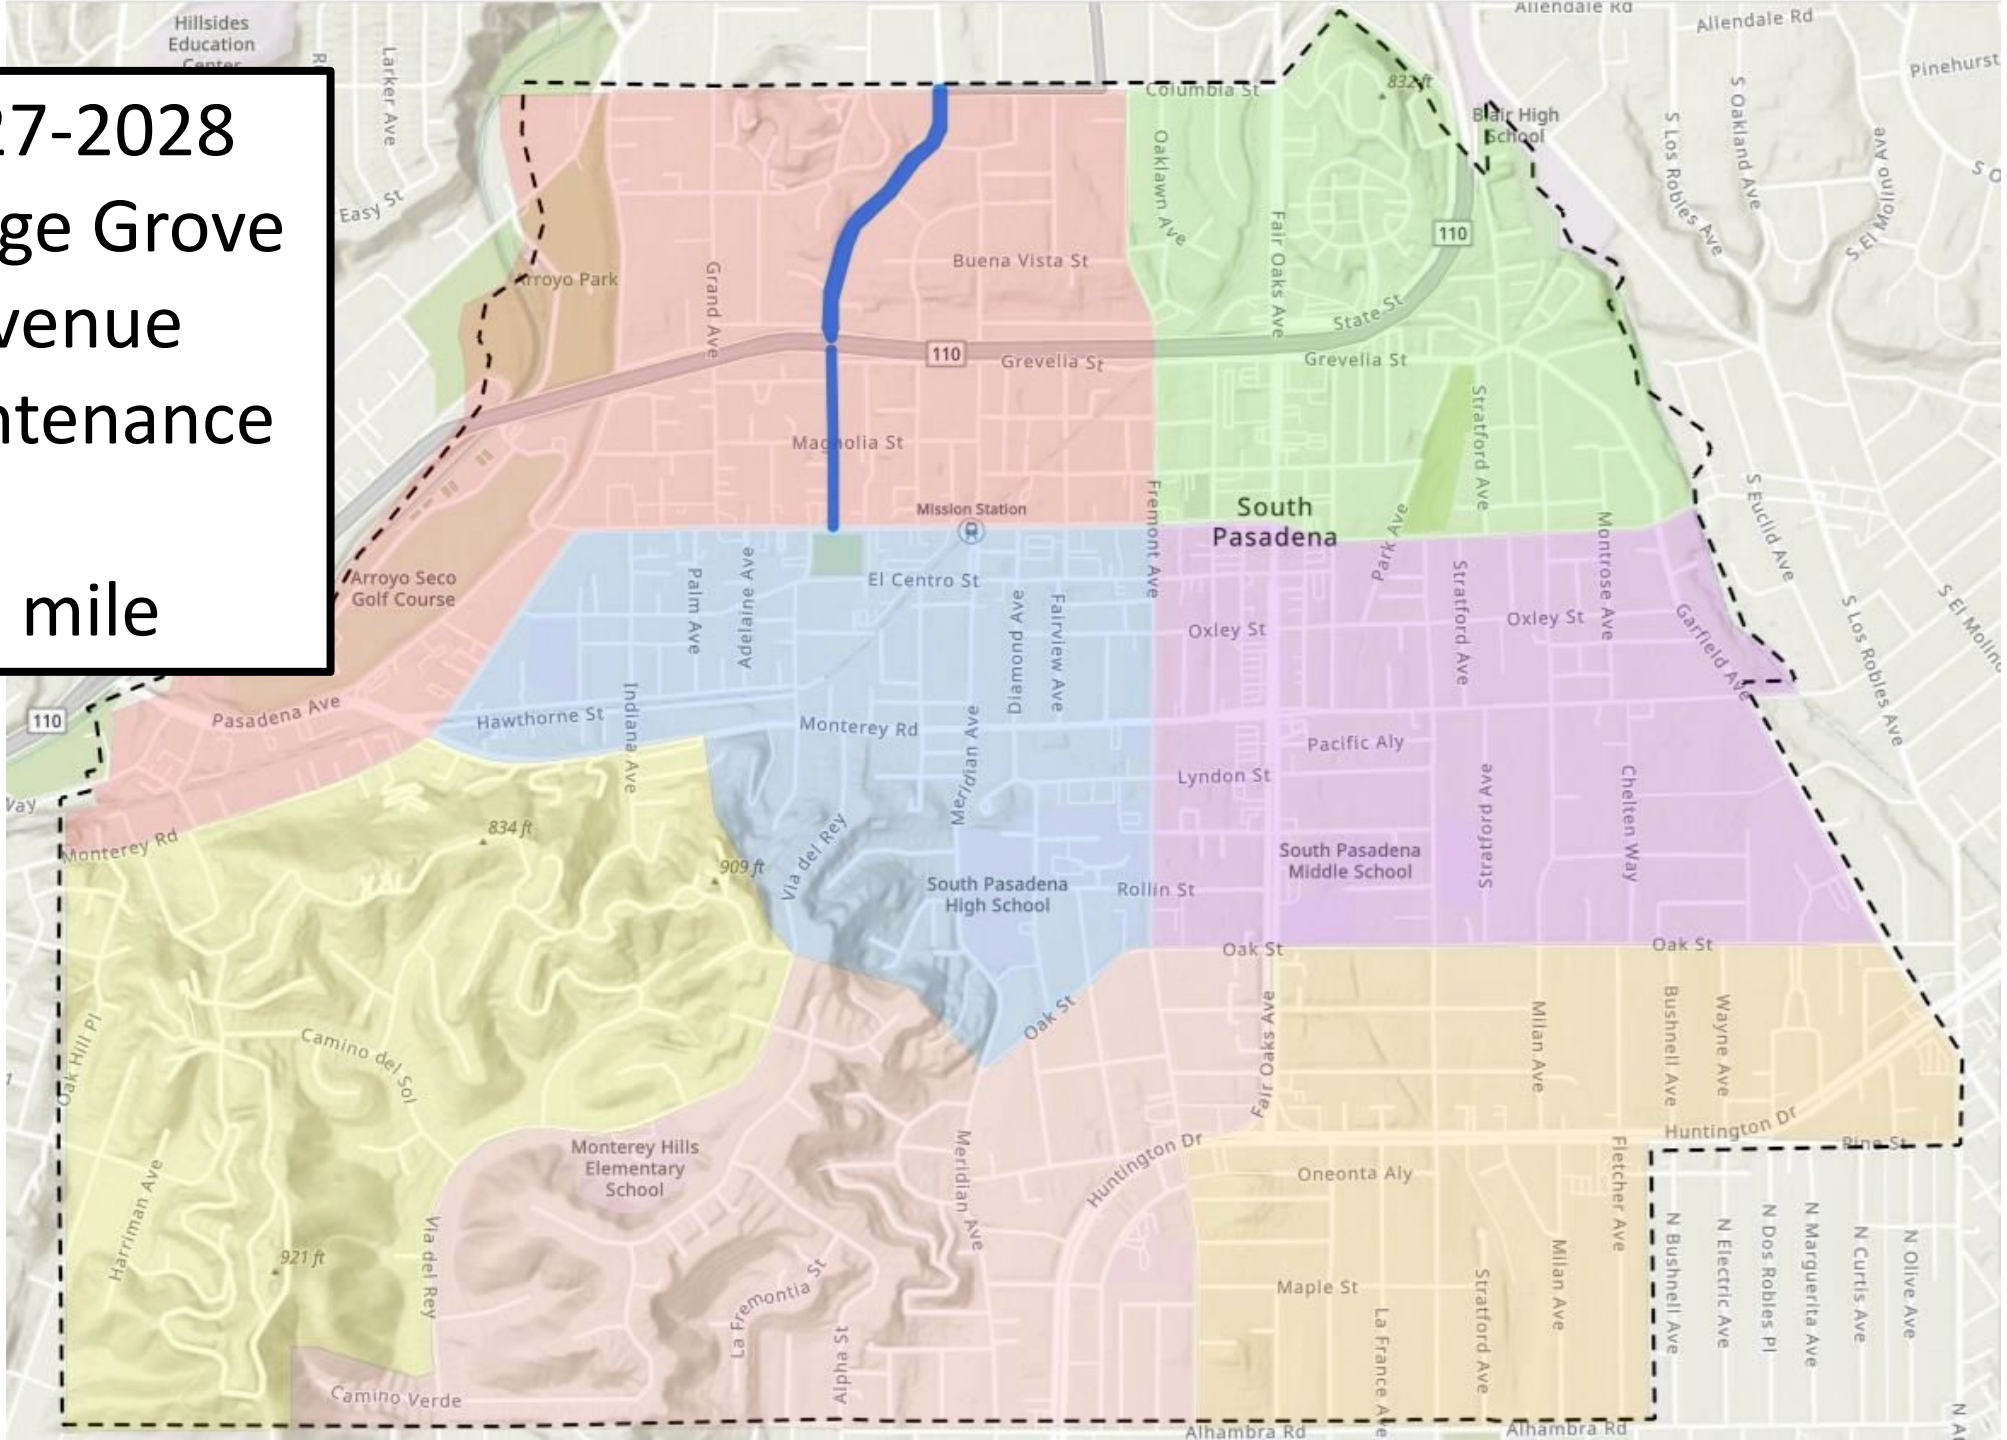 Hillsides
Education
Center
Larker Ave
Easy St
27-2028
ge Grove
venue
ntenance
mile
Allendale Rd
Allendale Rd
Pinehurst
Columbia St
832 ft
Blair High
School
S Oakland Ave
S Los Robles Ave
S El Molino Ave
Oaklawn Ave
Fair Oaks Ave
110
Buena Vista St
Arroyo Park
Grand Ave
State St
110
Grevelia St
Grevelia St
Stratford Ave
Magnolia St
Mission Station
Fremont Ave
South
Pasadena
Park Ave
Montrose Ave
S Euclid Ave
Arroyo Seco
Golf Course
Palm Ave
Adelaine Ave
El Centro St
Diamond Ave
Fairview Ave
Oxley St
Stratford Ave
Oxley St
Garfield Ave
S Los Robles Ave
S El Molino
110
Pasadena Ave
Hawthorne St
Indiana Ave
Monterey Rd
Meridian Ave
Pacific Aly
Lyndon St
Stratford Ave
Chelten Way
Way
Monterey Rd
834 ft
909 ft
Via del Rey
South Pasadena
High School
Rollin St
South Pasadena
Middle School
Oak St
Oak St
Oak St
Oak Hill Pl
Camino del Sol
Fair Oaks Ave
Milan Ave
Bushnell Ave
Wayne Ave
Huntington Dr
Pine St
Huntington Dr
Monterey Hills
Elementary
School
Meridian Ave
Oneonta Aly
Fletcher Ave
Harriman Ave
921 ft
Via del Rey
La Fremontia St
Alpha St
Maple St
La France Ave
Stratford Ave
Milan Ave
N Bushnell Ave
N Electric Ave
N Dos Robles Pl
N Marguerita Ave
N Curtis Ave
N Olive Ave
Camino Verde
Alhambra Rd
Alhambra Rd